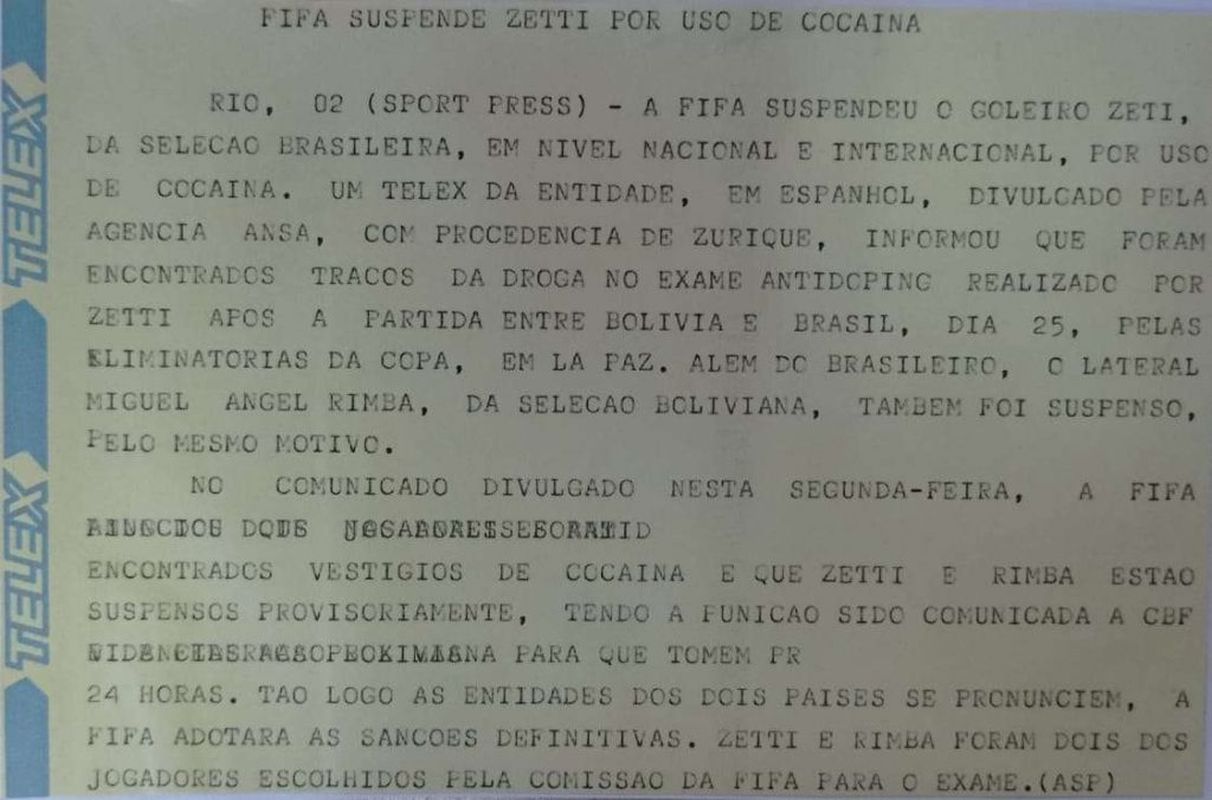 FIFA SUSPENDE ZETTI POR USO DE COCAINA
RIO, 02 (SPORT PRESS) - A FIFA SUSPENDEU O GOLEIRO ZETI,
DA SELECAO BRASILEIRA, EM NIVEL NACIONAL E INTERNACIONAL, POR USO
DE COCAINA. UM TELEX DA ENTIDADE, EM ESPANHOL, DIVULGADO PELA
AGENCIA ANSA, COM PROCEDENCIA DE ZURIQUE, INFORMOU QUE FORAM
ENCONTRADOS TRACOS DA DROGA NO EXAME ANTIDOPING REALIZADO POR
ZETTI APOS A PARTIDA ENTRE BOLIVIA E BRASIL, DIA 25, PELAS
ELIMINATORIAS DA COPA, EM LA PAZ. ALEM DO BRASILEIRO, O LATERAL
MIGUEL ANGEL RIMBA, DA SELECAO BOLIVIANA, TAMBEM FOI SUSPENSO,
PELO MESMO MOTIVO.
NO COMUNICADO DIVULGADO NESTA SEGUNDA-FEIRA, A FIFA
ENCONTRADOS VESTIGIOS DE COCAINA E QUE ZETTI E RIMBA ESTAO
SUSPENSOS PROVISORIAMENTE, TENDO A PUNICAO SIDO COMUNICADA A CBF
PARA QUE TOMEM PR
24 HORAS. TAO LOGO AS ENTIDADES DOS DOIS PAISES SE PRONUNCIEM, A
FIFA ADOTARA AS SANCOES DEFINITIVAS. ZETTI E RIMBA FORAM DOIS DOS
JOGADORES ESCOLHIDOS PELA COMISSAO DA FIFA PARA O EXAME.(ASP)
TELEX
TELEX